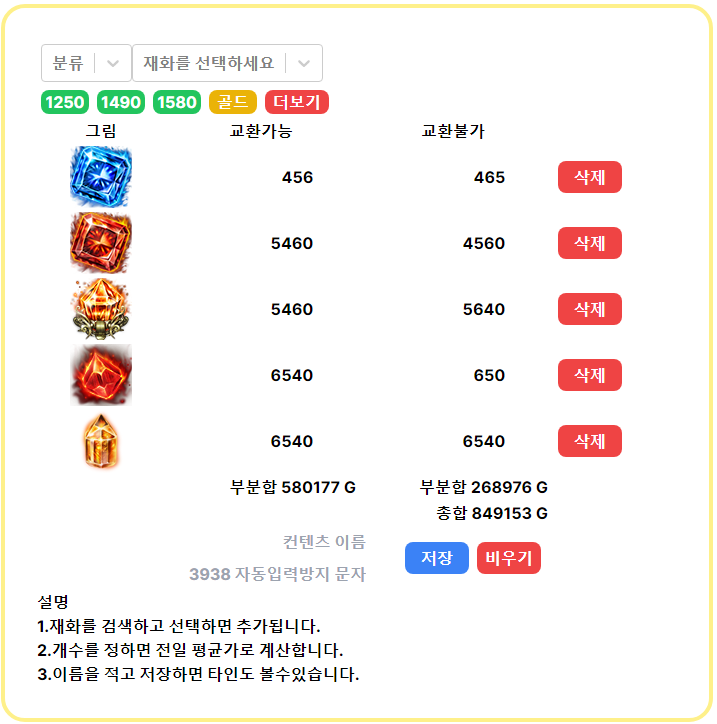 분류 재화를 선택하세요
1250 1490 1580 골드 더보기
그림 교환가능 교환불가
456 465 삭제
5460 4560 삭제
5460 5640 삭제
6540 650 삭제
6540 6540 삭제
부분합 580177 G 부분합 268976 G
총합 849153 G
컨텐츠 이름
저장 비우기
3938 자동입력방지 문자
설명
1.재화를 검색하고 선택하면 추가됩니다.
2.개수를 정하면 전일 평균가로 계산합니다.
3.이름을 적고 저장하면 타인도 볼수있습니다.